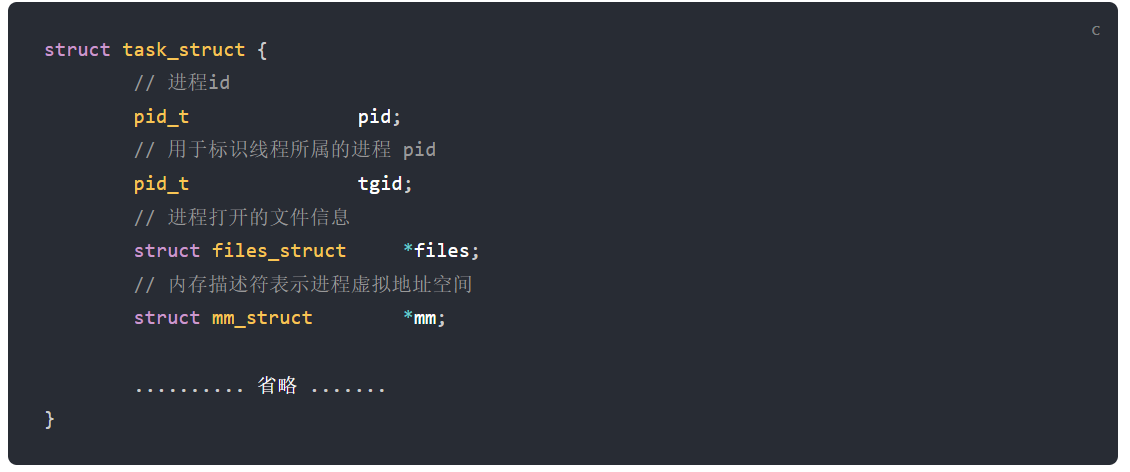 c
struct task_struct {
        // 进程id
        pid_t               pid;
        // 用于标识线程所属的进程 pid
        pid_t               tgid;
        // 进程打开的文件信息
        struct files_struct     *files;
        // 内存描述符表示进程虚拟地址空间
        struct mm_struct        *mm;
        .......... 省略 .......
}